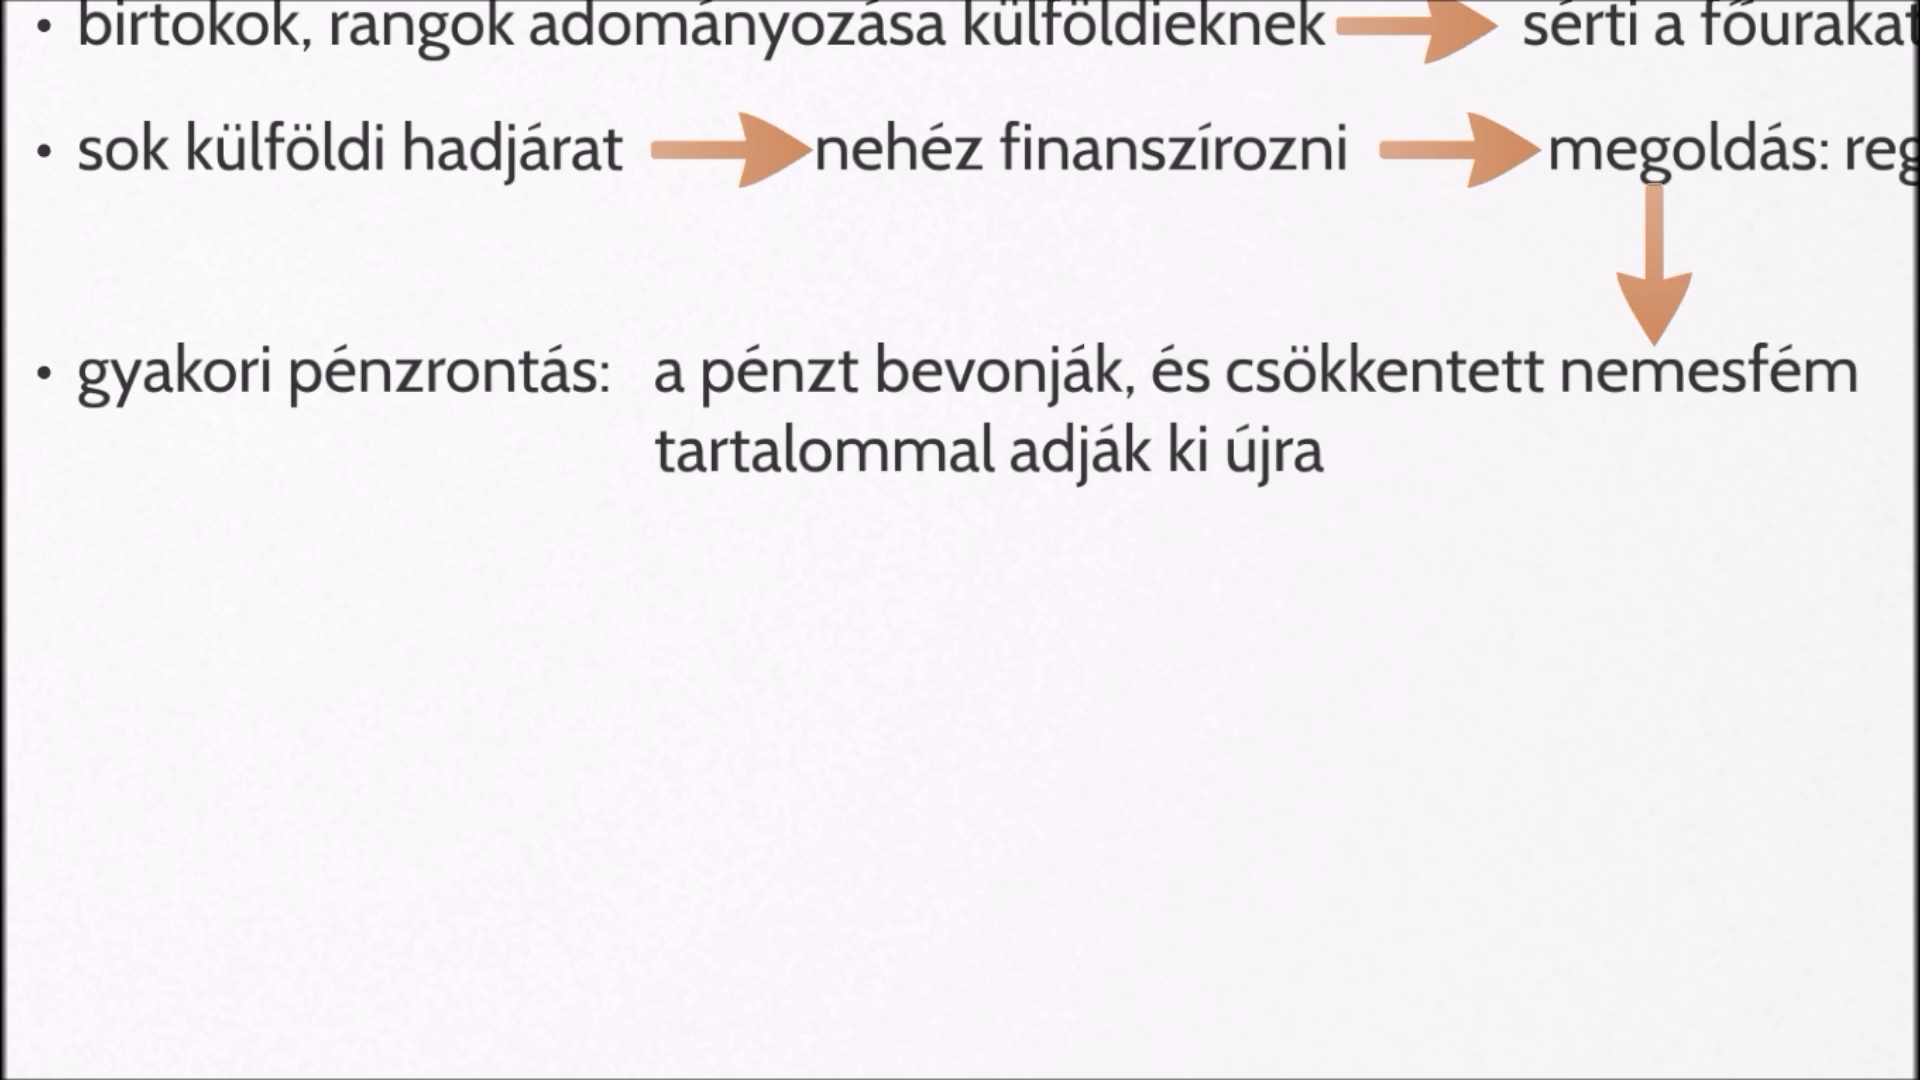 • birtokok, rangok adományozása külföldieknek sérti a főurakat
• sok külföldi hadjárat nehéz finanszírozni megoldás:
• gyakori pénzrontás: a pénzt bevonják, és csökkentett nemesfém
tartalommal adják ki újra